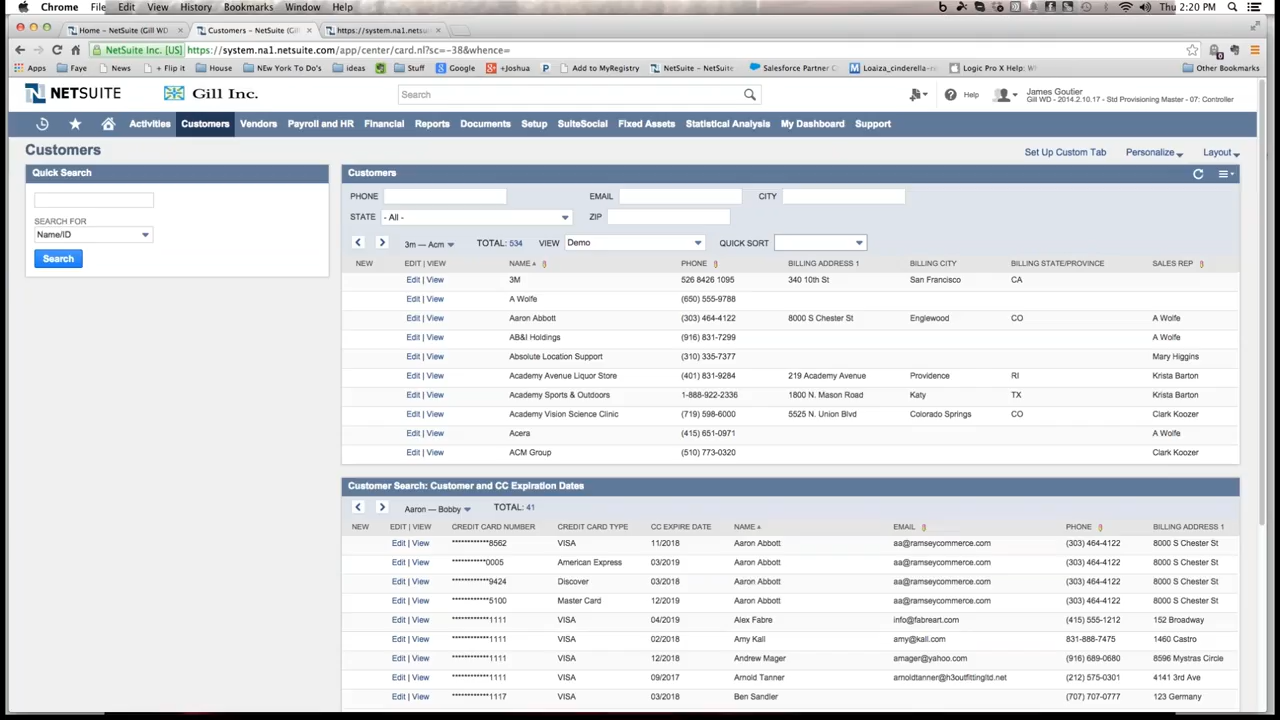 Chrome File Edit View History Bookmarks Window Help Thu 2:20 PM
Home – NetSuite (Gill WD × Customers – NetSuite (Gill × https://system.na1.netsu ×
NetSuite Inc. [US] https://system.na1.netsuite.com/app/center/card.nl?sc=-38&whence=
Apps Faye News + Flip it House NEw York To Do's ideas Stuff Google +Joshua Add to MyRegistry NetSuite – NetSuite Salesforce Partner Loaiza_cinderella- Logic Pro X Help: Other Bookmarks
NETSUITE Gill Inc. Search Help James Goutier
Gill WD - 2014.2.10.17 - Std Provisioning Master - 07: Controller
Activities Customers Vendors Payroll and HR Financial Reports Documents Setup SuiteSocial Fixed Assets Statistical Analysis My Dashboard Support
Customers Set Up Custom Tab Personalize Layout
Quick Search
SEARCH FOR
Name/ID
Search
Customers
PHONE EMAIL CITY
STATE - All - ZIP
3m — Acm TOTAL: 534 VIEW Demo QUICK SORT
NEW EDIT | VIEW NAME PHONE BILLING ADDRESS 1 BILLING CITY BILLING STATE/PROVINCE SALES REP
Edit | View 3M 526 8426 1095 340 10th St San Francisco CA
Edit | View A Wolfe (650) 555-9788
Edit | View Aaron Abbott (303) 464-4122 8000 S Chester St Englewood CO A Wolfe
Edit | View AB&I Holdings (916) 831-7299 A Wolfe
Edit | View Absolute Location Support (310) 335-7377 Mary Higgins
Edit | View Academy Avenue Liquor Store (401) 831-9284 219 Academy Avenue Providence RI Krista Barton
Edit | View Academy Sports & Outdoors 1-888-922-2336 1800 N. Mason Road Katy TX Krista Barton
Edit | View Academy Vision Science Clinic (719) 598-6000 5525 N. Union Blvd Colorado Springs CO Clark Koozer
Edit | View Acera (415) 651-0971 A Wolfe
Edit | View ACM Group (510) 773-0320 Clark Koozer
Customer Search: Customer and CC Expiration Dates
Aaron — Bobby TOTAL: 41
NEW EDIT | VIEW CREDIT CARD NUMBER CREDIT CARD TYPE CC EXPIRE DATE NAME EMAIL PHONE BILLING ADDRESS 1
Edit | View ************8562 VISA 11/2018 Aaron Abbott aa@ramseycommerce.com (303) 464-4122 8000 S Chester St
Edit | View ***********0005 American Express 03/2019 Aaron Abbott aa@ramseycommerce.com (303) 464-4122 8000 S Chester St
Edit | View ************9424 Discover 03/2018 Aaron Abbott aa@ramseycommerce.com (303) 464-4122 8000 S Chester St
Edit | View ************5100 Master Card 12/2019 Aaron Abbott aa@ramseycommerce.com (303) 464-4122 8000 S Chester St
Edit | View ************1111 VISA 04/2019 Alex Fabre info@fabreart.com (415) 555-1212 152 Broadway
Edit | View ************1111 VISA 02/2018 Amy Kall amy@kall.com 831-888-7475 1460 Castro
Edit | View ************1111 VISA 12/2018 Andrew Mager amager@yahoo.com (916) 689-0680 8596 Mystras Circle
Edit | View ************1111 VISA 09/2017 Arnold Tanner arnoldtanner@h3outfittingltd.net (212) 575-0301 4141 3rd Ave
Edit | View ************1117 VISA 03/2018 Ben Sandler (707) 707-0777 123 Germany